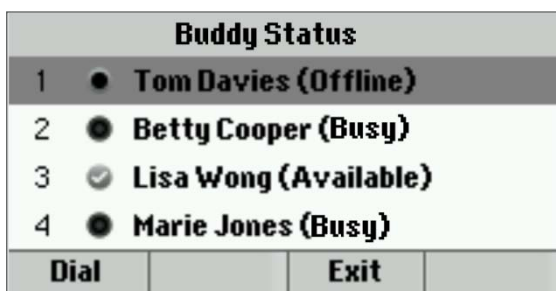 Buddy Status
1 Tom Davies (Offline)
2 Betty Cooper (Busy)
3 Lisa Wong (Available)
4 Marie Jones (Busy)
Dial Exit